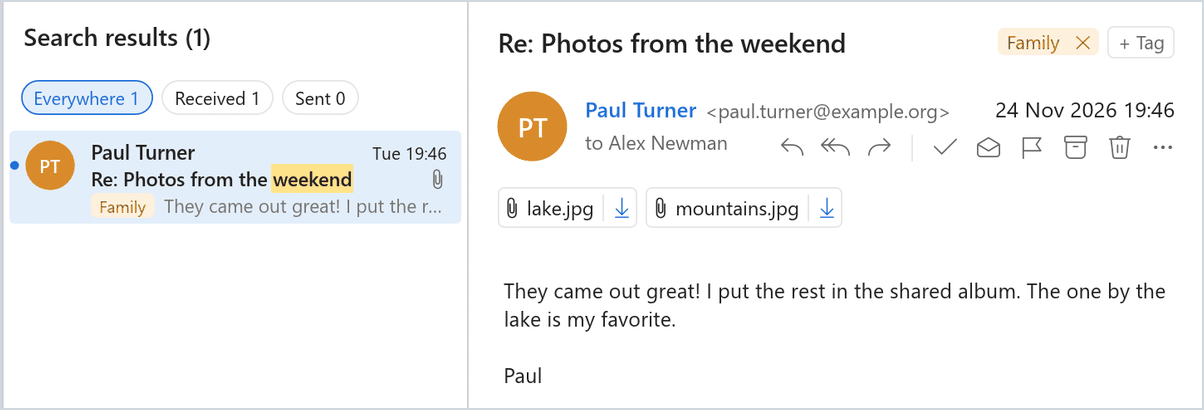 Search results (1)
Everywhere 1 Received 1 Sent 0
PT
Paul Turner Tue 19:46
Re: Photos from the weekend
Family They came out great! I put the r...
Re: Photos from the weekend Family + Tag
PT
Paul Turner <paul.turner@example.org> 24 Nov 2026 19:46
to Alex Newman
lake.jpg mountains.jpg
They came out great! I put the rest in the shared album. The one by the
lake is my favorite.
Paul